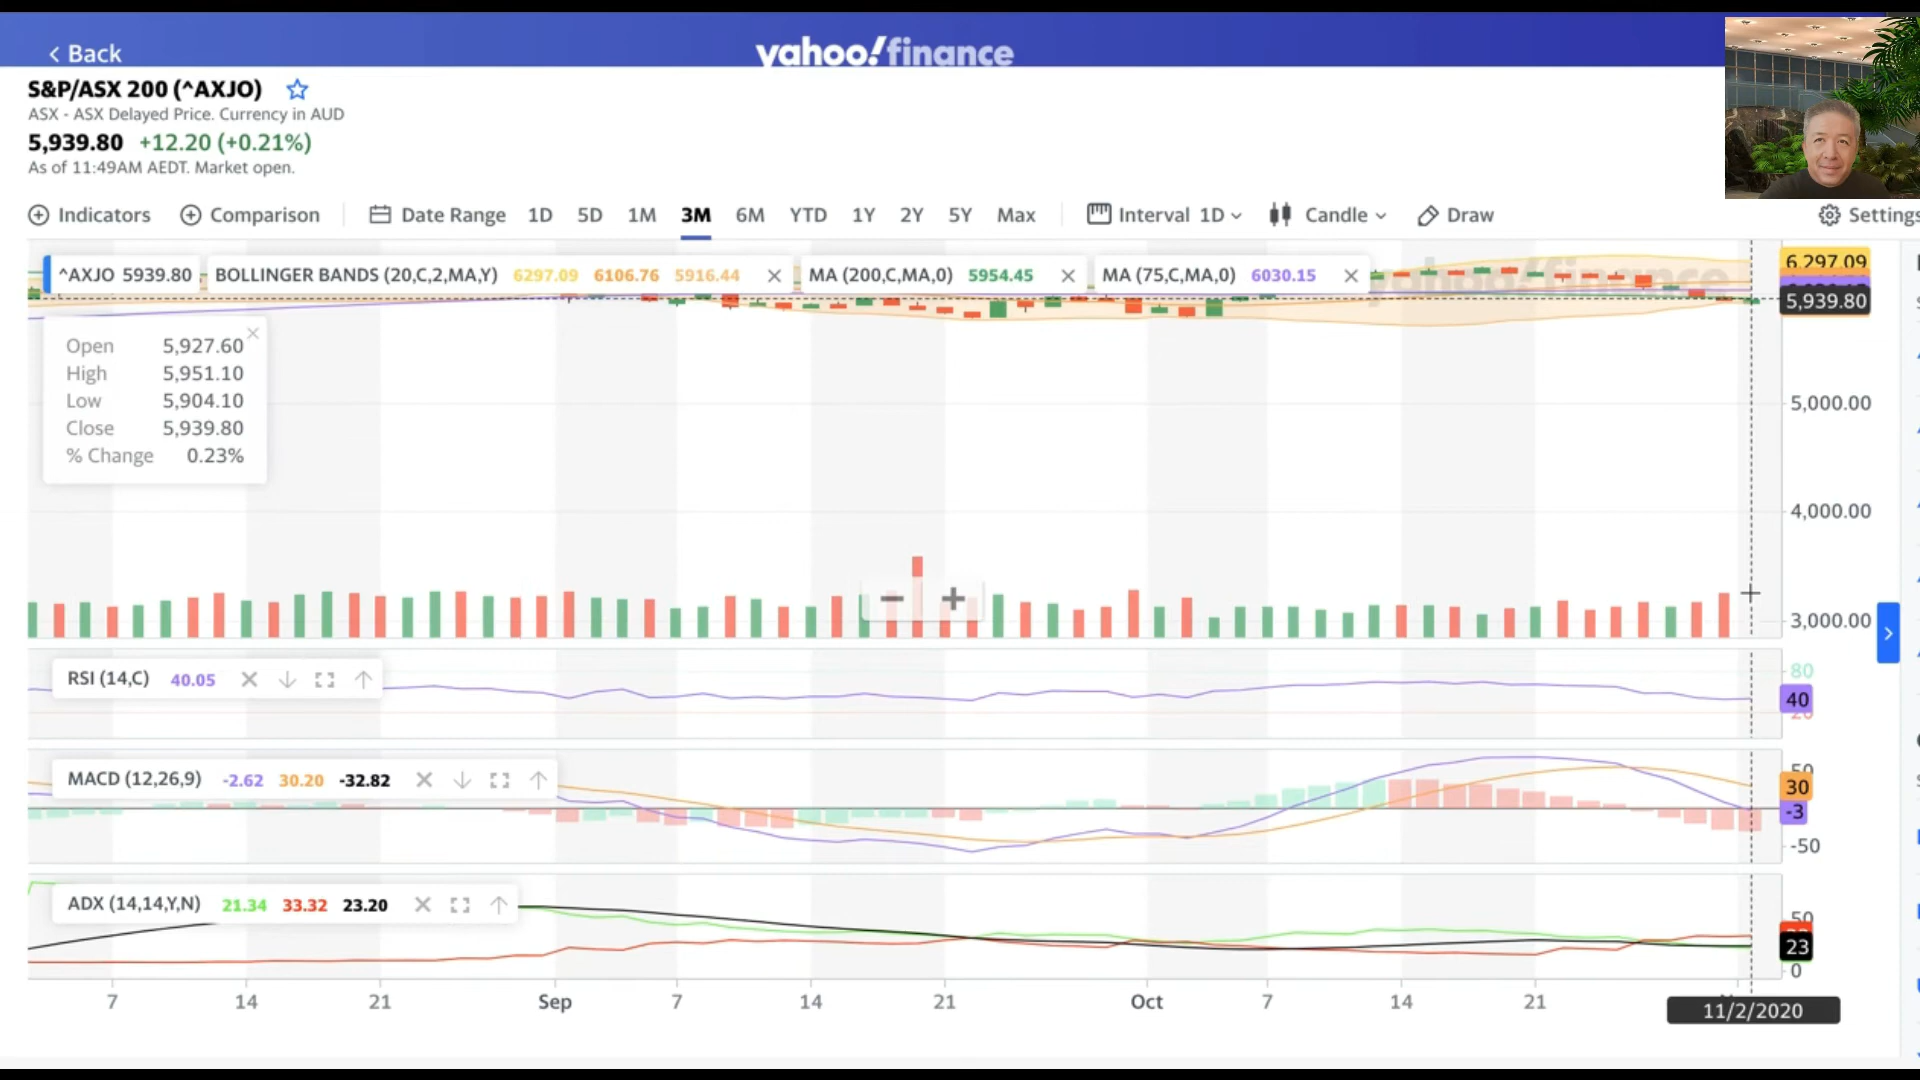 Back
yahoo!finance
S&P/ASX 200 (^AXJO)
ASX - ASX Delayed Price. Currency in AUD
5,939.80 +12.20 (+0.21%)
As of 11:49AM AEDT. Market open.
Indicators Comparison Date Range 1D 5D 1M 3M 6M YTD 1Y 2Y 5Y Max Interval 1D Candle Draw Settings
^AXJO 5939.80 BOLLINGER BANDS (20,C,2,MA,Y) 6297.09 6106.76 5916.44 MA (200,C,MA,0) 5954.45 MA (75,C,MA,0) 6030.15
yahoo!finance
6,297.09
5,939.80
Open 5,927.60
High 5,951.10
Low 5,904.10
Close 5,939.80
% Change 0.23%
5,000.00
4,000.00
3,000.00
RSI (14,C) 40.05
80
40
20
MACD (12,26,9) -2.62 30.20 -32.82
50
30
-3
-50
ADX (14,14,Y,N) 21.34 33.32 23.20
50
23
0
7 14 21 Sep 7 14 21 Oct 7 14 21
11/2/2020